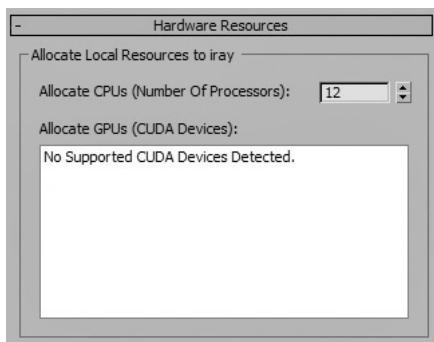 - Hardware Resources
Allocate Local Resources to iray
Allocate CPUs (Number Of Processors): 12
Allocate GPUs (CUDA Devices):
No Supported CUDA Devices Detected.